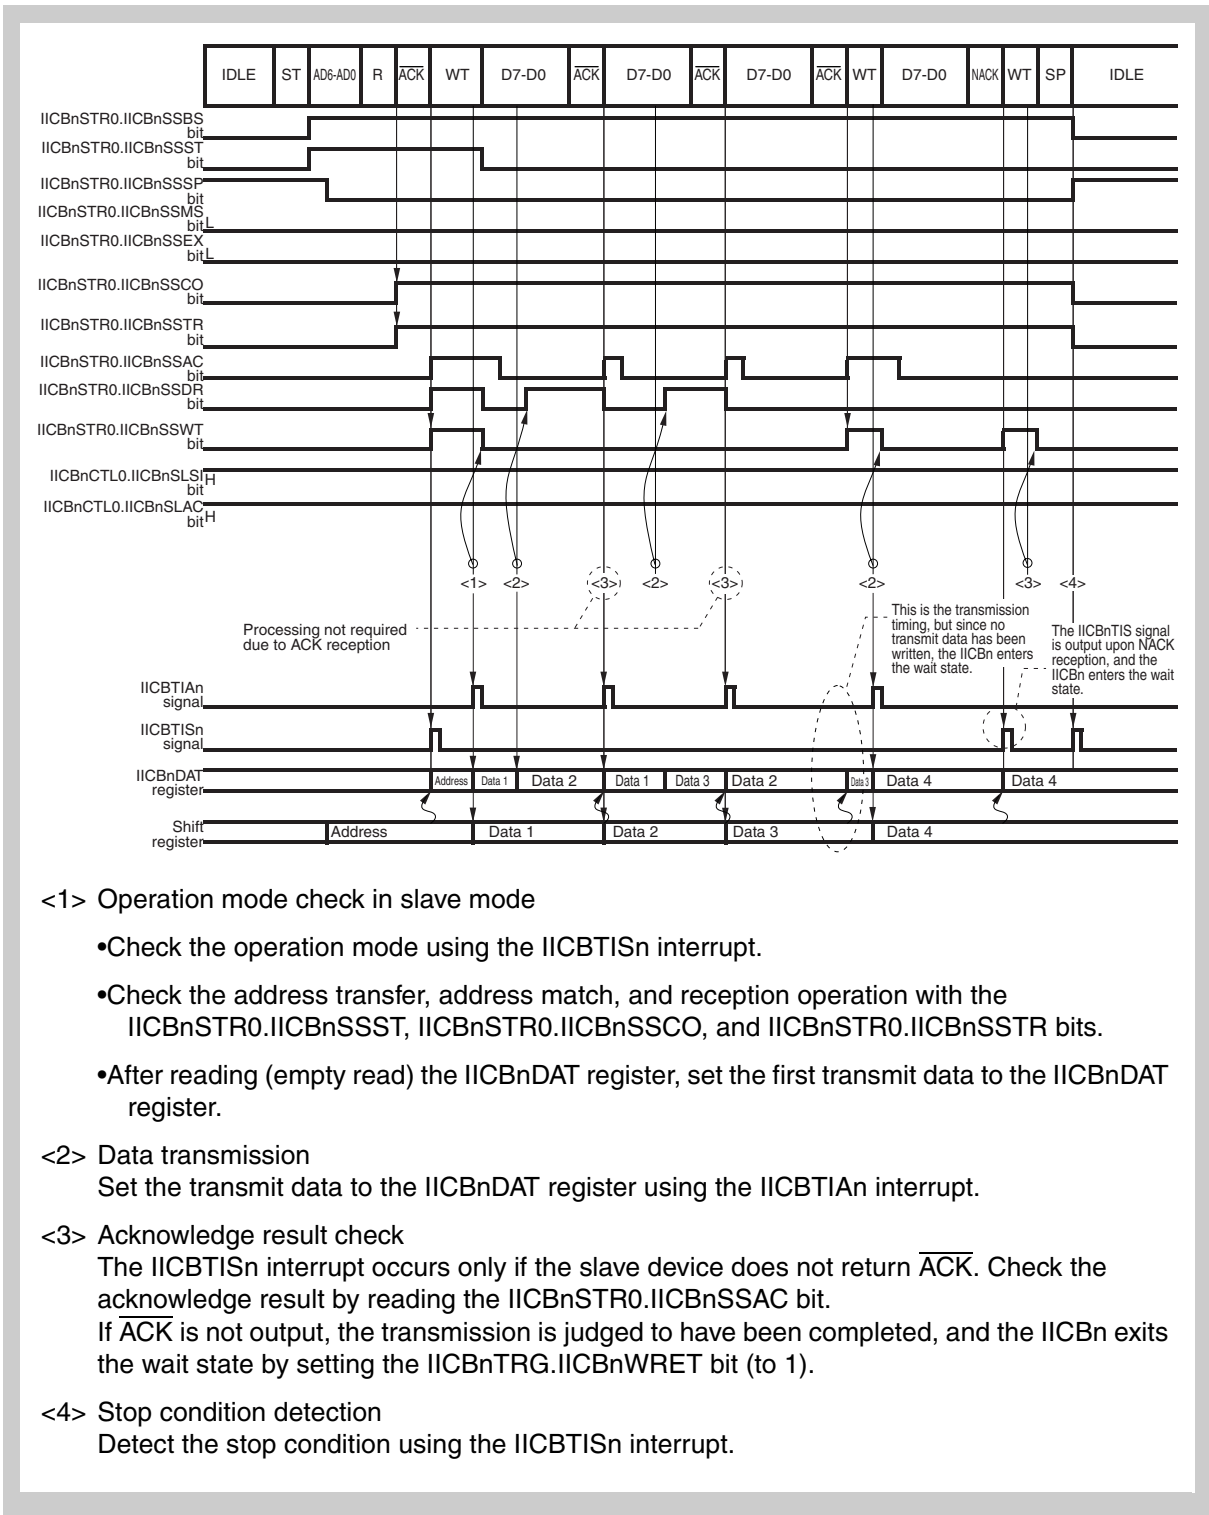 IDLE ST AD6-AD0 R ACK WT D7-D0 ACK D7-D0 ACK D7-D0 ACK WT D7-D0 NACK WT SP IDLE
IICBnSTR0.IICBnSSBS
bit
IICBnSTR0.IICBnSSST
bit
IICBnSTR0.IICBnSSSP
bit
IICBnSTR0.IICBnSSMS
bit L
IICBnSTR0.IICBnSSEX
bit L
IICBnSTR0.IICBnSSCO
bit
IICBnSTR0.IICBnSSTR
bit
IICBnSTR0.IICBnSSAC
bit
IICBnSTR0.IICBnSSDR
bit
IICBnSTR0.IICBnSSWT
bit
IICBnCTL0.IICBnSLSI
bit H
IICBnCTL0.IICBnSLAC
bit H
<1> <2> <3> <2> <3> <2> <3> <4>
Processing not required
due to ACK reception
This is the transmission
timing, but since no
transmit data has been
written, the IICBn enters
the wait state.
The IICBnTIS signal
is output upon NACK
reception, and the
IICBn enters the wait
state.
IICBTIAn
signal
IICBTISn
signal
IICBnDAT
register
Address Data 1 Data 2 Data 1 Data 3 Data 2 Data 3 Data 4 Data 4
Shift
register
Address Data 1 Data 2 Data 3 Data 4
<1> Operation mode check in slave mode
•Check the operation mode using the IICBTISn interrupt.
•Check the address transfer, address match, and reception operation with the
IICBnSTR0.IICBnSSST, IICBnSTR0.IICBnSSCO, and IICBnSTR0.IICBnSSTR bits.
•After reading (empty read) the IICBnDAT register, set the first transmit data to the IICBnDAT
register.
<2> Data transmission
Set the transmit data to the IICBnDAT register using the IICBTIAn interrupt.
<3> Acknowledge result check
The IICBTISn interrupt occurs only if the slave device does not return ACK. Check the
acknowledge result by reading the IICBnSTR0.IICBnSSAC bit.
If ACK is not output, the transmission is judged to have been completed, and the IICBn exits
the wait state by setting the IICBnTRG.IICBnWRET bit (to 1).
<4> Stop condition detection
Detect the stop condition using the IICBTISn interrupt.